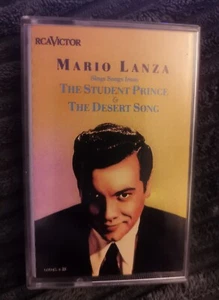 RCA VICTOR
MARIO LANZA
Sings Songs from
THE STUDENT PRINCE
&
THE DESERT SONG